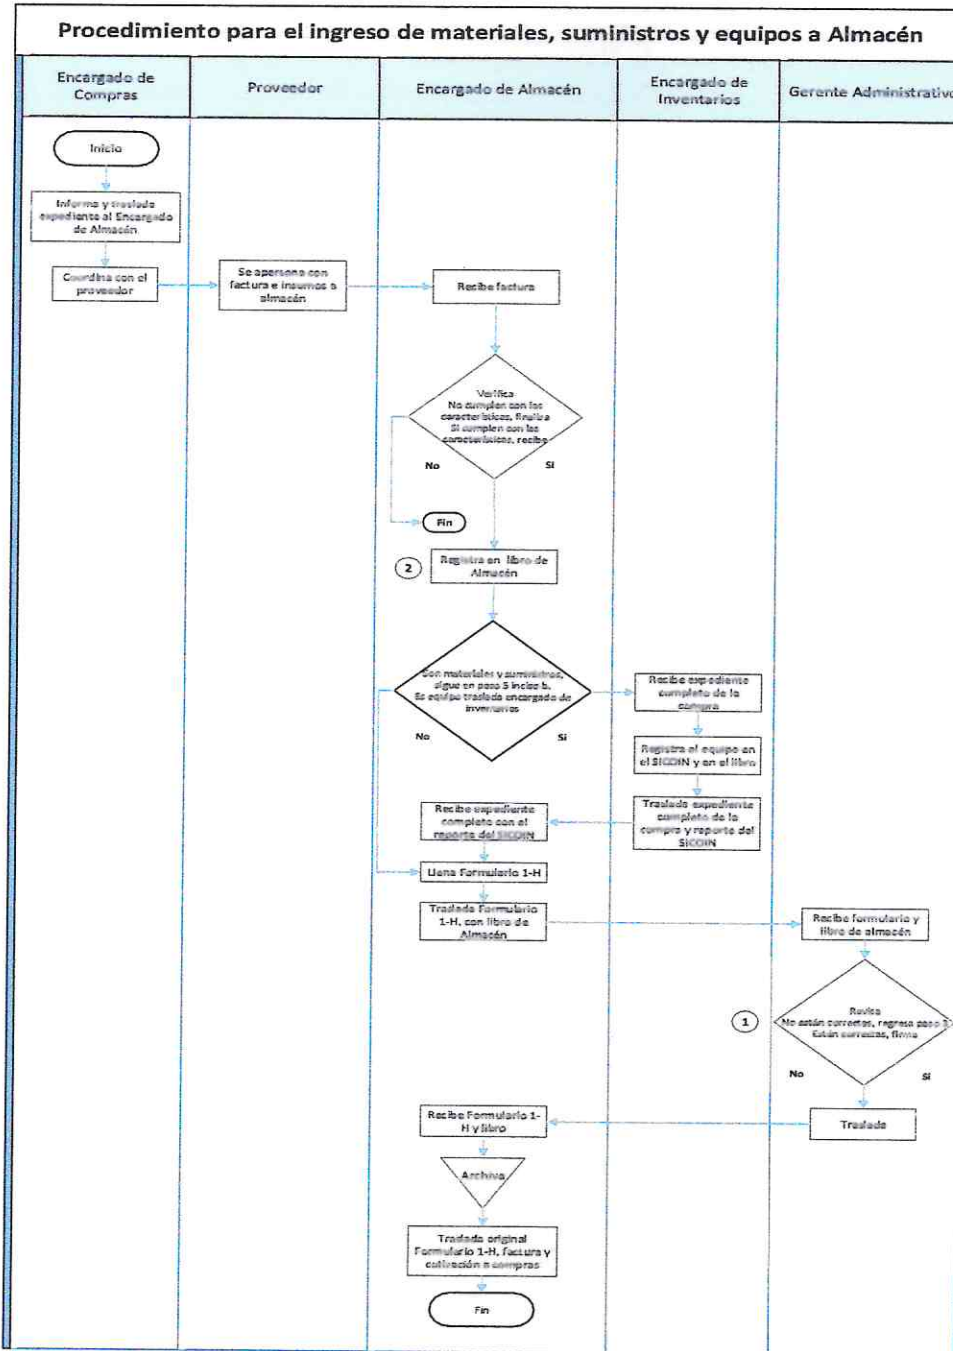 Procedimiento para el ingreso de materiales, suministros y equipos a Almacén
Encargado de
Compras
Proveedor
Encargado de Almacén
Encargado de
Inventarios
Gerente Administrativo
Inicio
Informa y traslada
expediente al Encargado
de Almacén
Coordina con el
proveedor
Se apersona con
factura e insumos a
almacén
Recibe factura
Verifica
No cumplen con las
características, finaliza
Si cumplen con las
características, recibe
No
Si
Fin
2
Registra en libro de
Almacén
Son materiales y suministros,
sigue en paso 5 inciso b.
Es equipo traslada encargado de
inventarios
No
Si
Recibe expediente
completo de la
compra
Registra el equipo en
el SICOIN y en el libro
Traslada expediente
completo de la
compra y reporte del
SICOIN
Recibe expediente
completo con el
reporte del SICOIN
Llena Formulario 1-H
Traslada Formulario
1-H, con libro de
Almacén
Recibe formulario y
libro de almacén
1
Revisa
No están correctas, regresa paso 3
Están correctas, firma
No
Si
Traslada
Recibe Formulario 1-
H y libro
Archiva
Traslada original
Formulario 1-H, factura y
cotización a compras
Fin